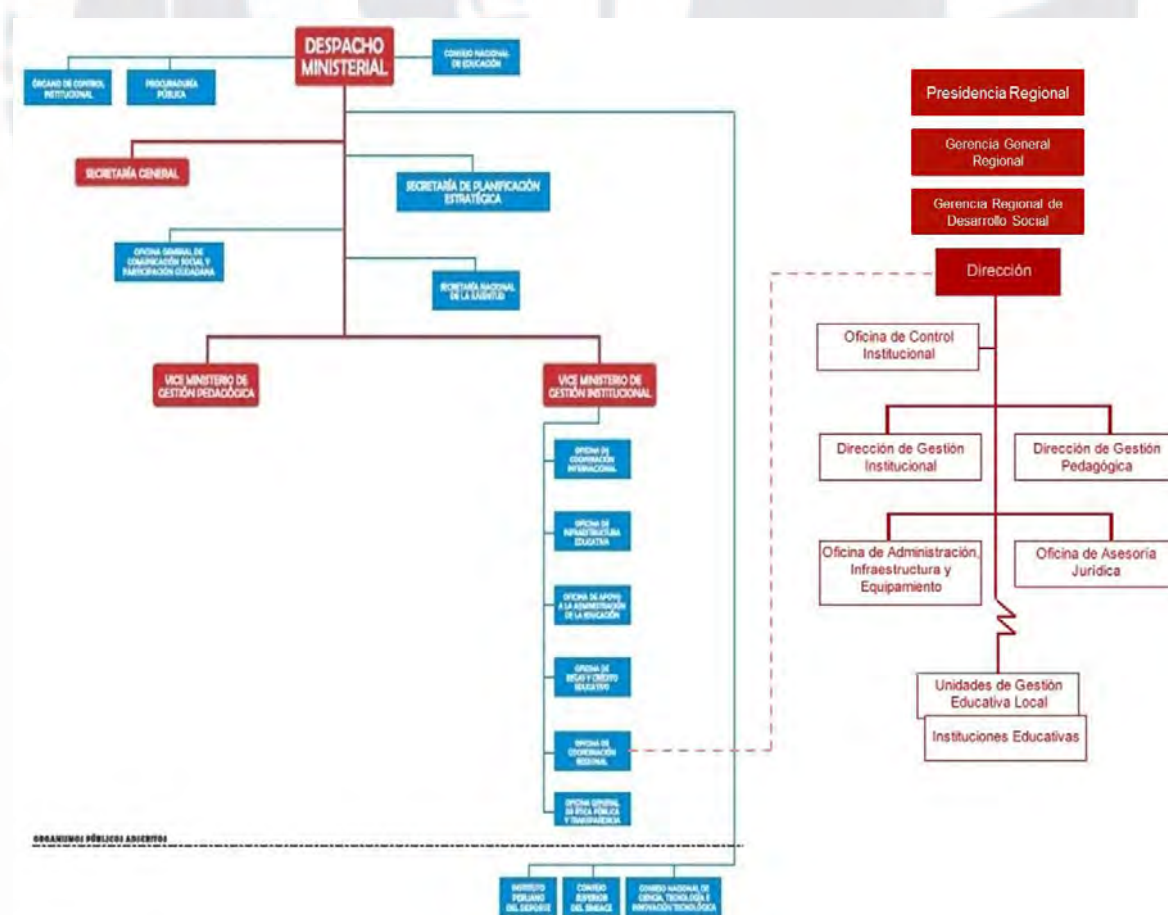 DESPACHO
MINISTERIAL
CONSEJO NACIONAL
DE EDUCACIÓN
ÓRGANO DE CONTROL
INSTITUCIONAL
PROCURADURÍA
PÚBLICA
SECRETARÍA GENERAL
SECRETARÍA DE PLANIFICACIÓN
ESTRATÉGICA
OFICINA GENERAL DE
COMUNICACIÓN SOCIAL Y
PARTICIPACIÓN CIUDADANA
SECRETARÍA NACIONAL
DE LA JUVENTUD
VICE MINISTERIO DE
GESTIÓN PEDAGÓGICA
VICE MINISTERIO DE
GESTIÓN INSTITUCIONAL
OFICINA DE
COOPERACIÓN
INTERNACIONAL
OFICINA DE
INFRAESTRUCTURA
EDUCATIVA
OFICINA DE APOYO
A LA ADMINISTRACIÓN
DE LA EDUCACIÓN
OFICINA DE
BECAS Y CRÉDITO
EDUCATIVO
OFICINA DE
COORDINACIÓN
REGIONAL
OFICINA GENERAL
DE ÉTICA PÚBLICA
Y TRANSPARENCIA
ORGANISMOS PÚBLICOS ADSCRITOS
INSTITUTO
PERUANO
DEL DEPORTE
CONSEJO
SUPERIOR
DEL SINEACE
CONSEJO NACIONAL DE
CIENCIA, TECNOLOGÍA E
INNOVACIÓN TECNOLÓGICA
Presidencia Regional
Gerencia General
Regional
Gerencia Regional de
Desarrollo Social
Dirección
Oficina de Control
Institucional
Dirección de Gestión
Institucional
Dirección de Gestión
Pedagógica
Oficina de Administración,
Infraestructura y
Equipamiento
Oficina de Asesoría
Jurídica
Unidades de Gestión
Educativa Local
Instituciones Educativas